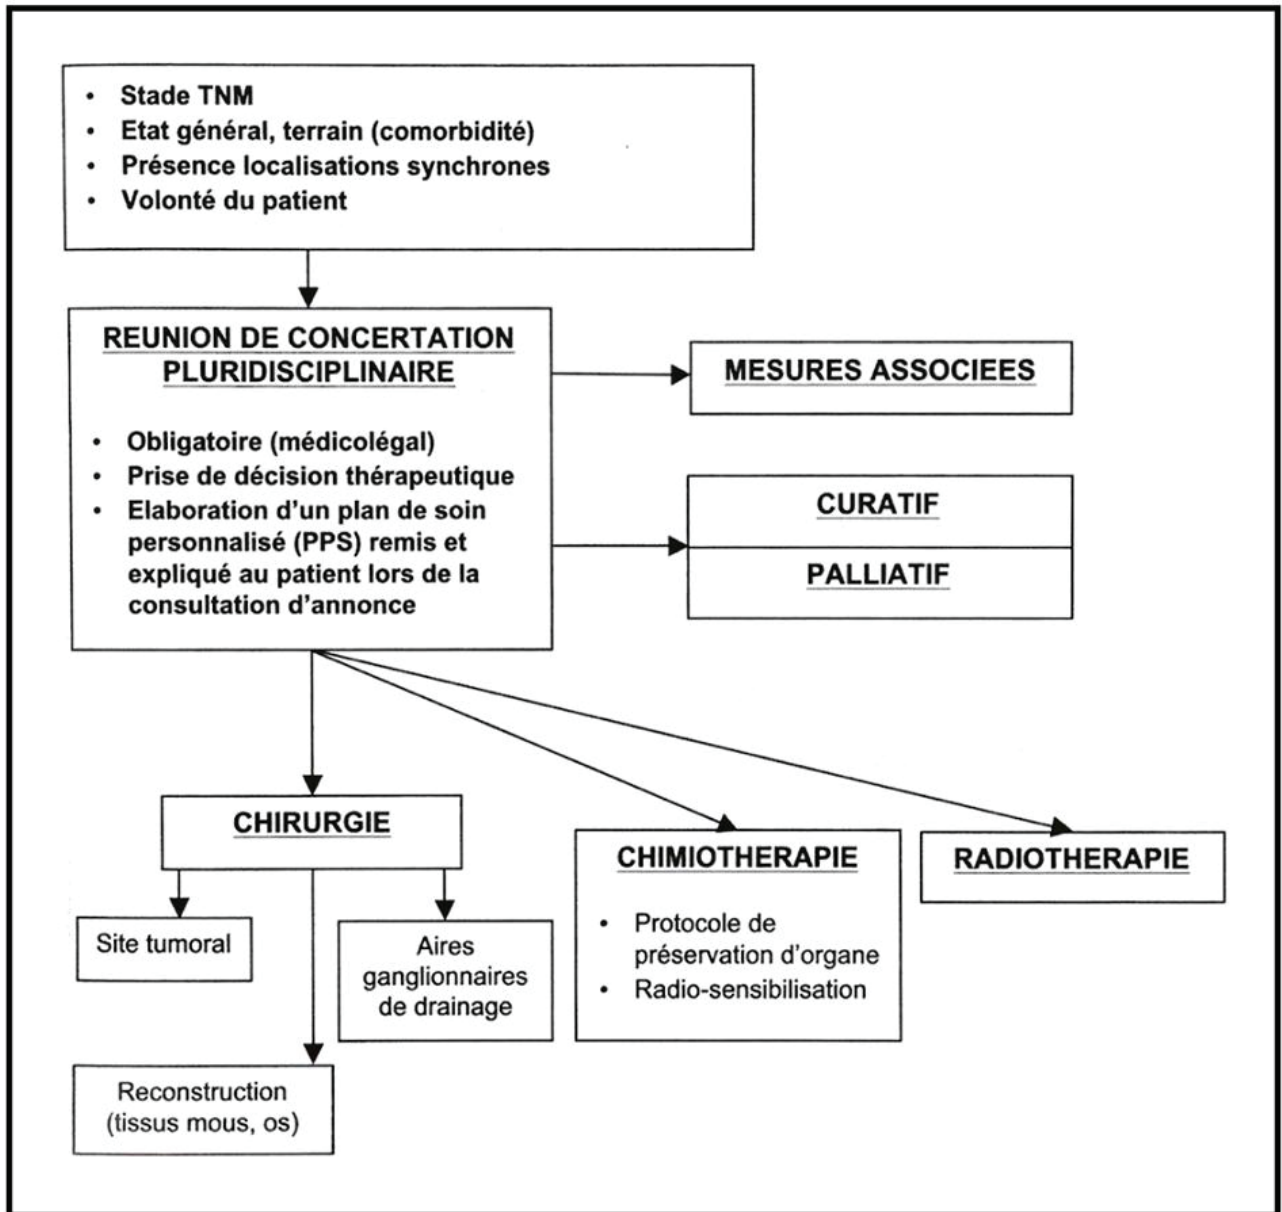 • Stade TNM
• Etat général, terrain (comorbidité)
• Présence localisations synchrones
• Volonté du patient
REUNION DE CONCERTATION
PLURIDISCIPLINAIRE
• Obligatoire (médicolégal)
• Prise de décision thérapeutique
• Elaboration d'un plan de soin
personnalisé (PPS) remis et
expliqué au patient lors de la
consultation d'annonce
MESURES ASSOCIEES
CURATIF
PALLIATIF
CHIRURGIE
Site tumoral
Aires
ganglionnaires
de drainage
Reconstruction
(tissus mous, os)
CHIMIOTHERAPIE
• Protocole de
préservation d'organe
• Radio-sensibilisation
RADIOTHERAPIE